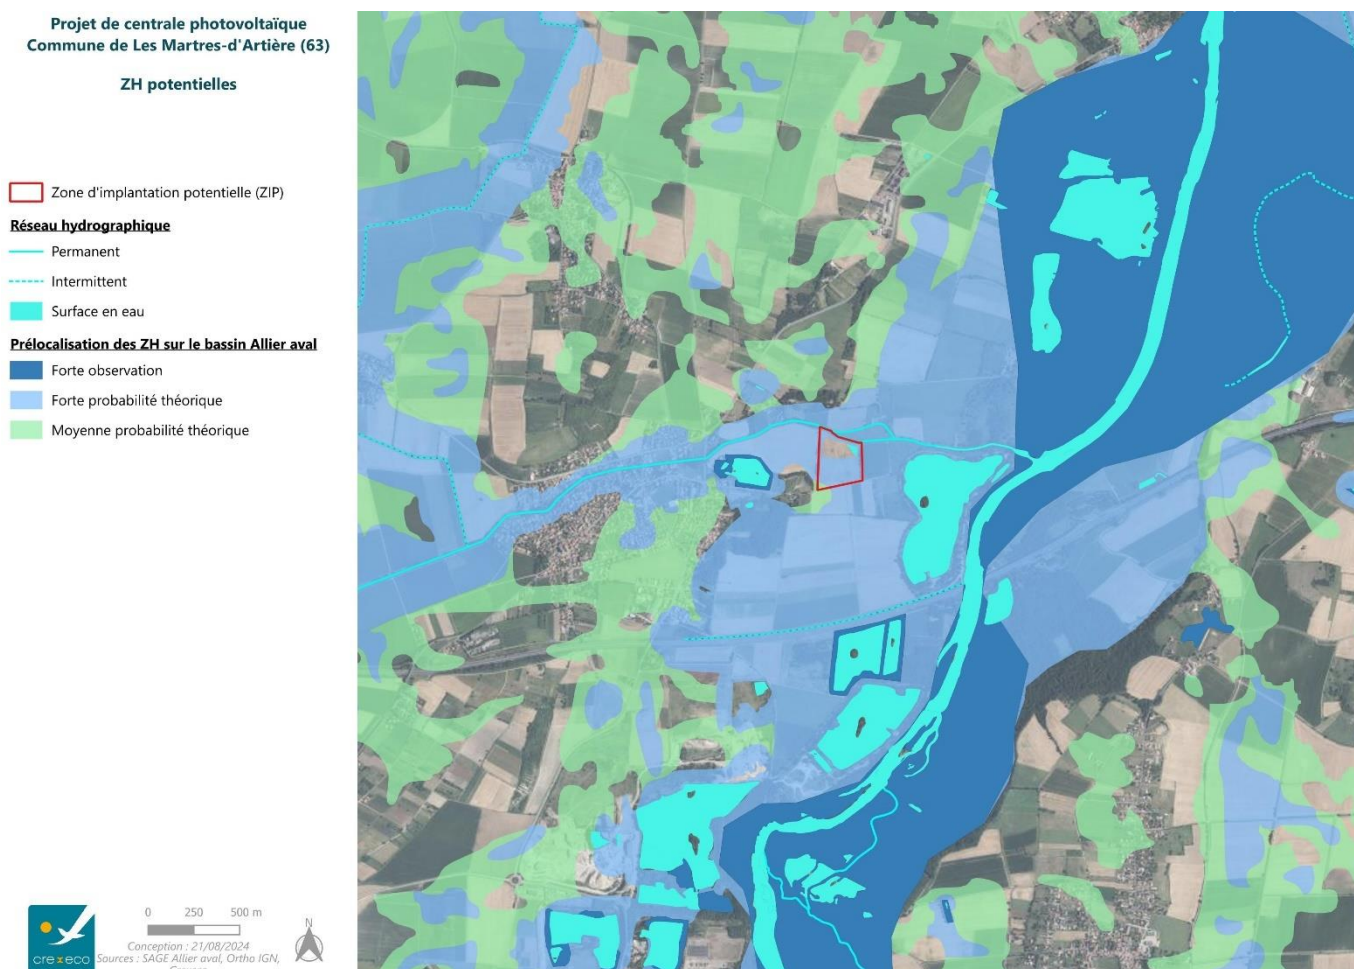 Projet de centrale photovoltaïque
Commune de Les Martres-d'Artière (63)
ZH potentielles
Zone d'implantation potentielle (ZIP)
Réseau hydrographique
Permanent
Intermittent
Surface en eau
Prélocalisation des ZH sur le bassin Allier aval
Forte observation
Forte probabilité théorique
Moyenne probabilité théorique
0 250 500 m
N
Conception : 21/08/2024
Sources : SAGE Allier aval, Ortho IGN,
crexeco